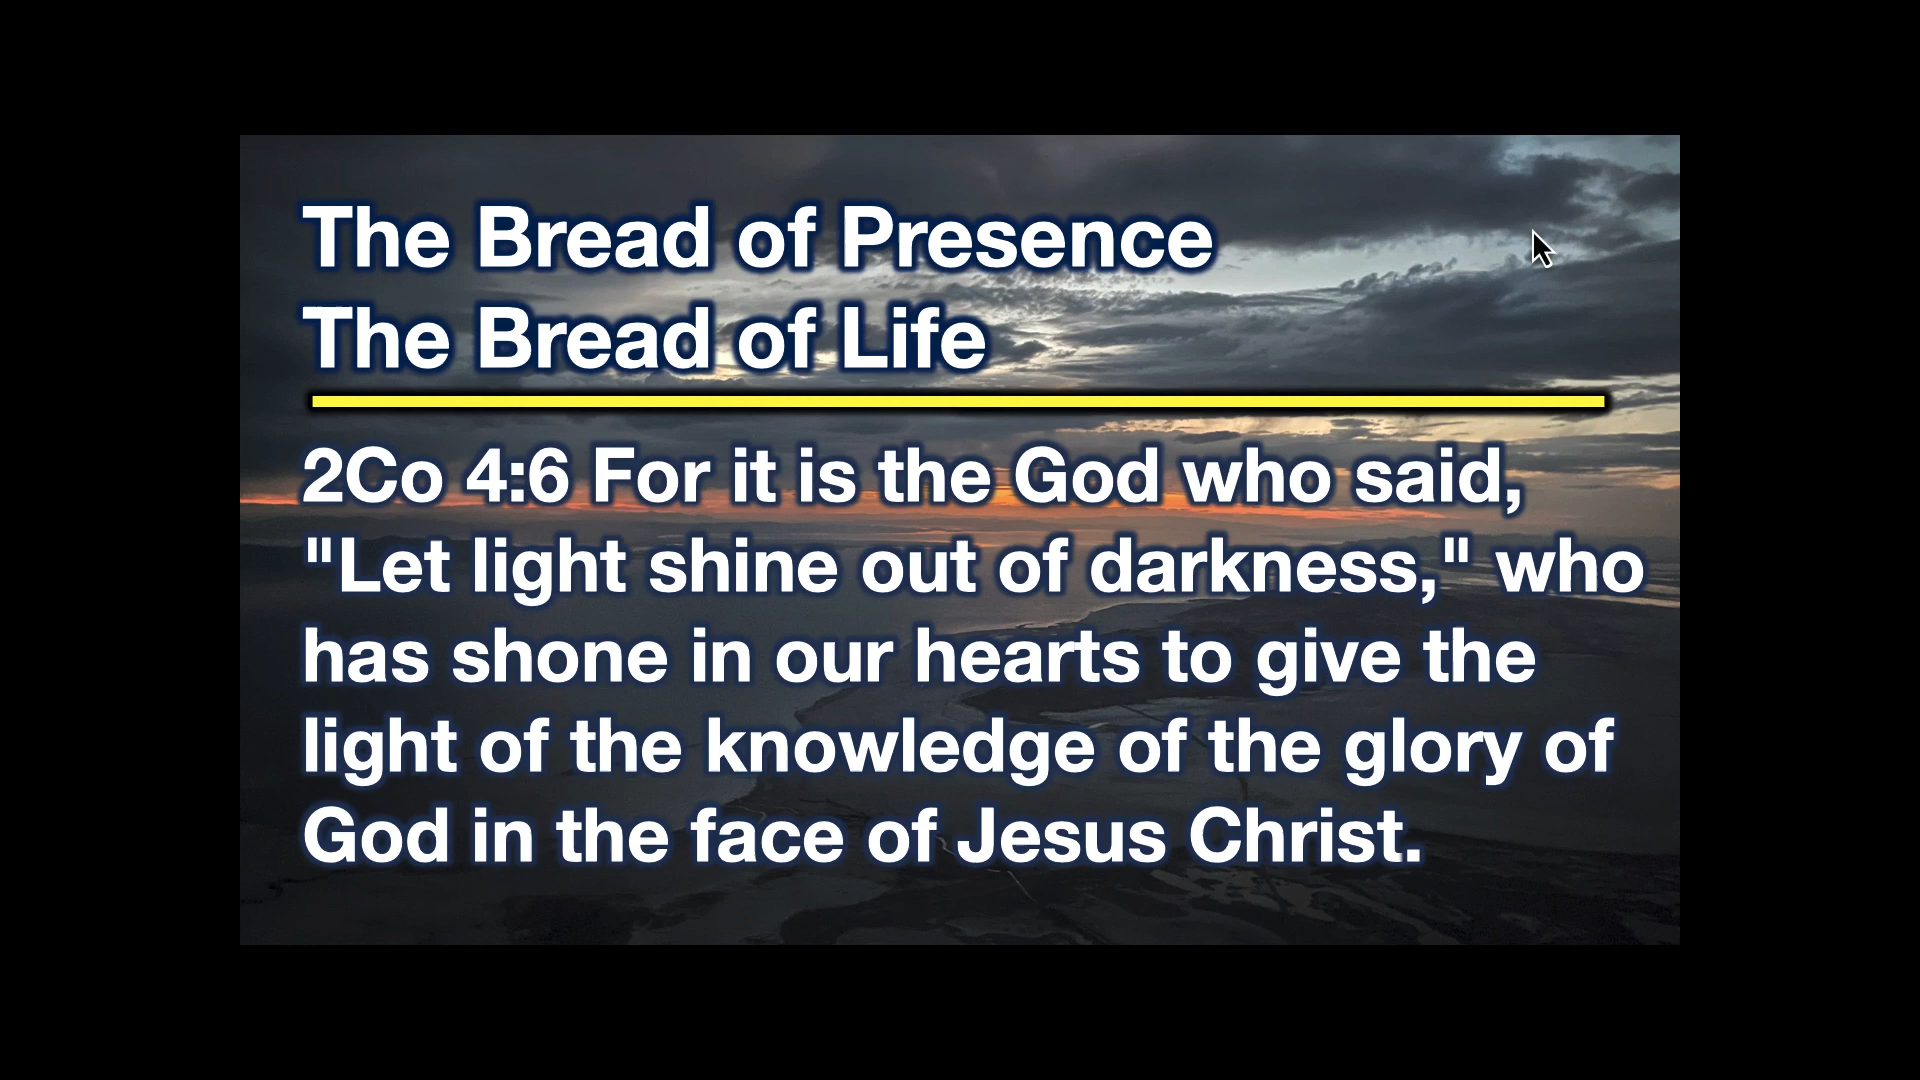 The Bread of Presence
The Bread of Life
2Co 4:6 For it is the God who said,
"Let light shine out of darkness," who
has shone in our hearts to give the
light of the knowledge of the glory of
God in the face of Jesus Christ.